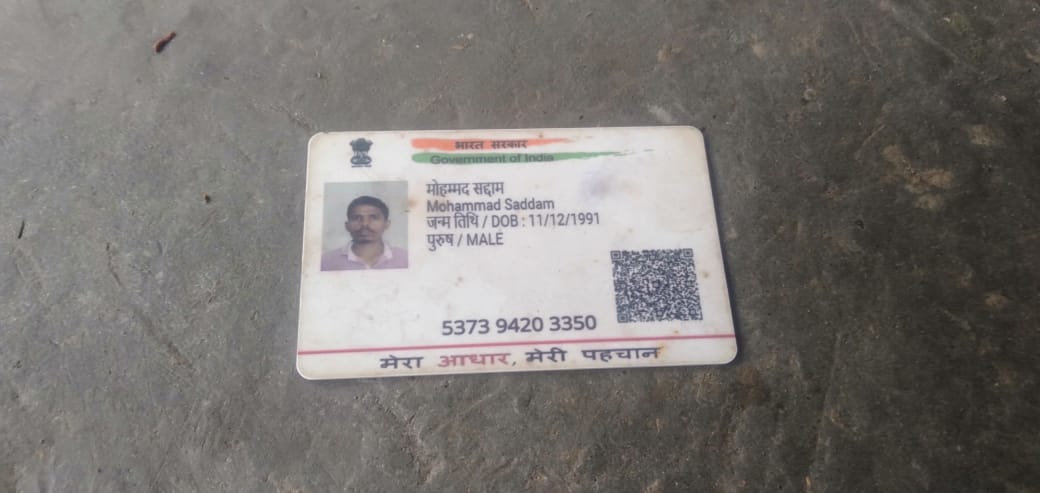 भारत सरकार
Government of India
मोहम्मद सद्दाम
Mohammad Saddam
जन्म तिथि / DOB : 11/12/1991
पुरुष / MALE
5373 9420 3350
मेरा आधार, मेरी पहचान